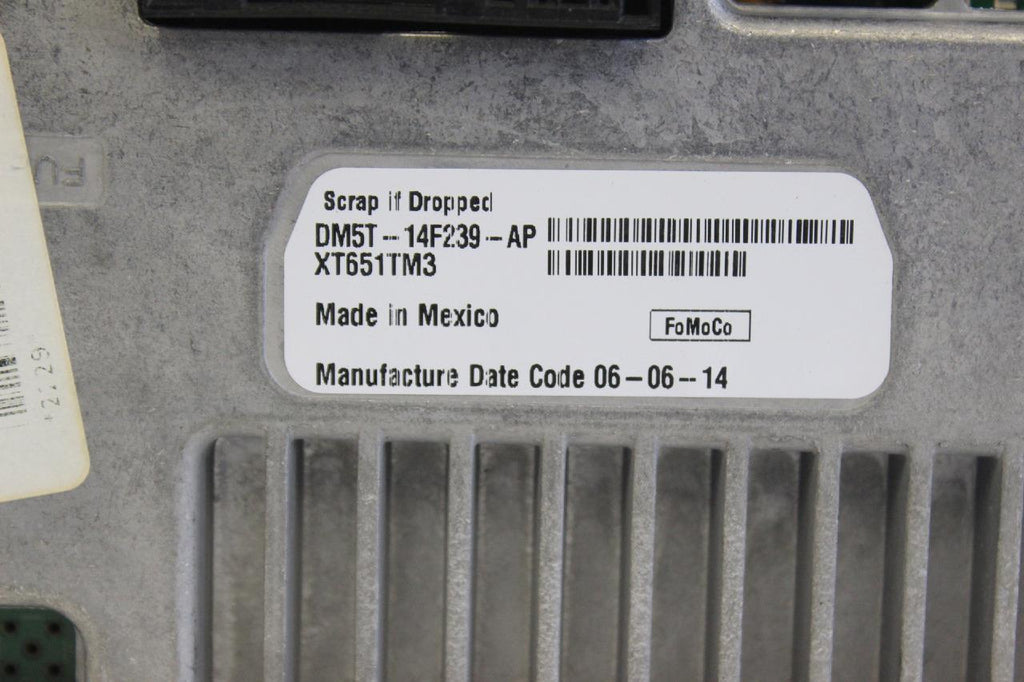 Scrap if Dropped
DM5T--14F239--AP
XT651TM3
Made in Mexico
FoMoCo
Manufacture Date Code 06-06--14